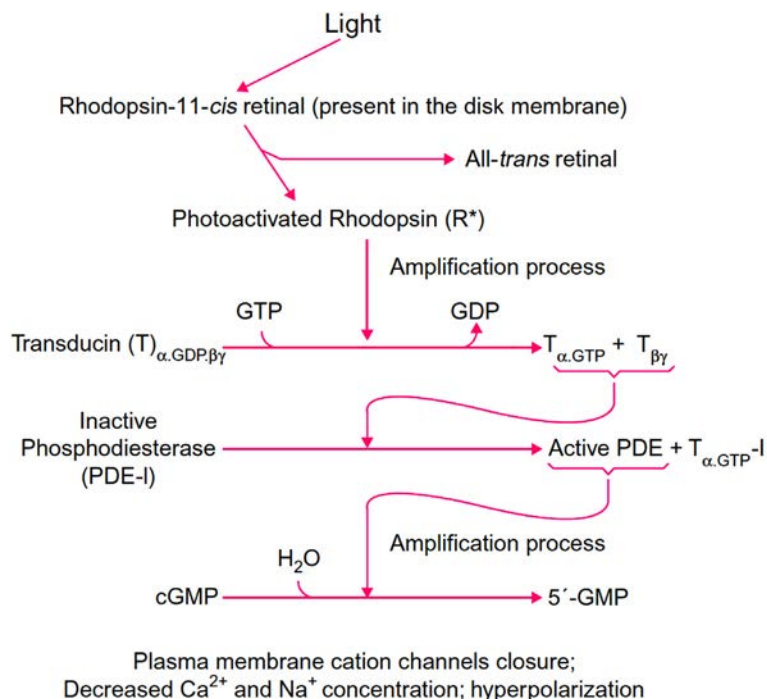 Light
Rhodopsin-11-cis retinal (present in the disk membrane)
All-trans retinal
Photoactivated Rhodopsin (R*)
Amplification process
GTP GDP
Transducin (T)α.GDP.βγ Tα.GTP + Tβγ
Inactive
Phosphodiesterase
(PDE-I)
Active PDE + Tα.GTP-I
Amplification process
H₂O
cGMP 5´-GMP
Plasma membrane cation channels closure;
Decreased Ca²⁺ and Na⁺ concentration; hyperpolarization